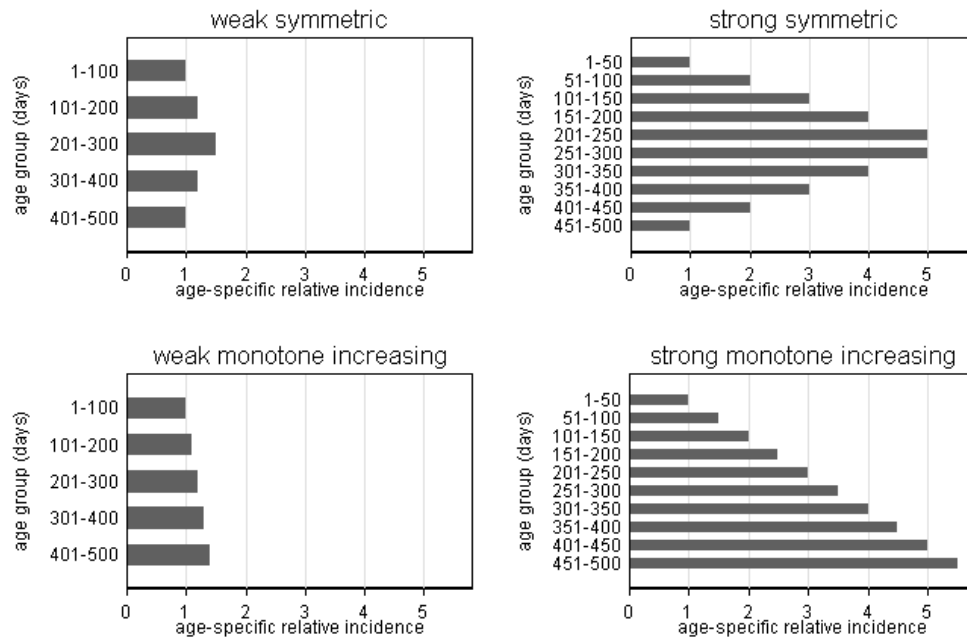 weak symmetric
age group (days)
1-100
101-200
201-300
301-400
401-500
0 1 2 3 4 5
age-specific relative incidence
strong symmetric
age group (days)
1-50
51-100
101-150
151-200
201-250
251-300
301-350
351-400
401-450
451-500
0 1 2 3 4 5
age-specific relative incidence
weak monotone increasing
age group (days)
1-100
101-200
201-300
301-400
401-500
0 1 2 3 4 5
age-specific relative incidence
strong monotone increasing
age group (days)
1-50
51-100
101-150
151-200
201-250
251-300
301-350
351-400
401-450
451-500
0 1 2 3 4 5
age-specific relative incidence